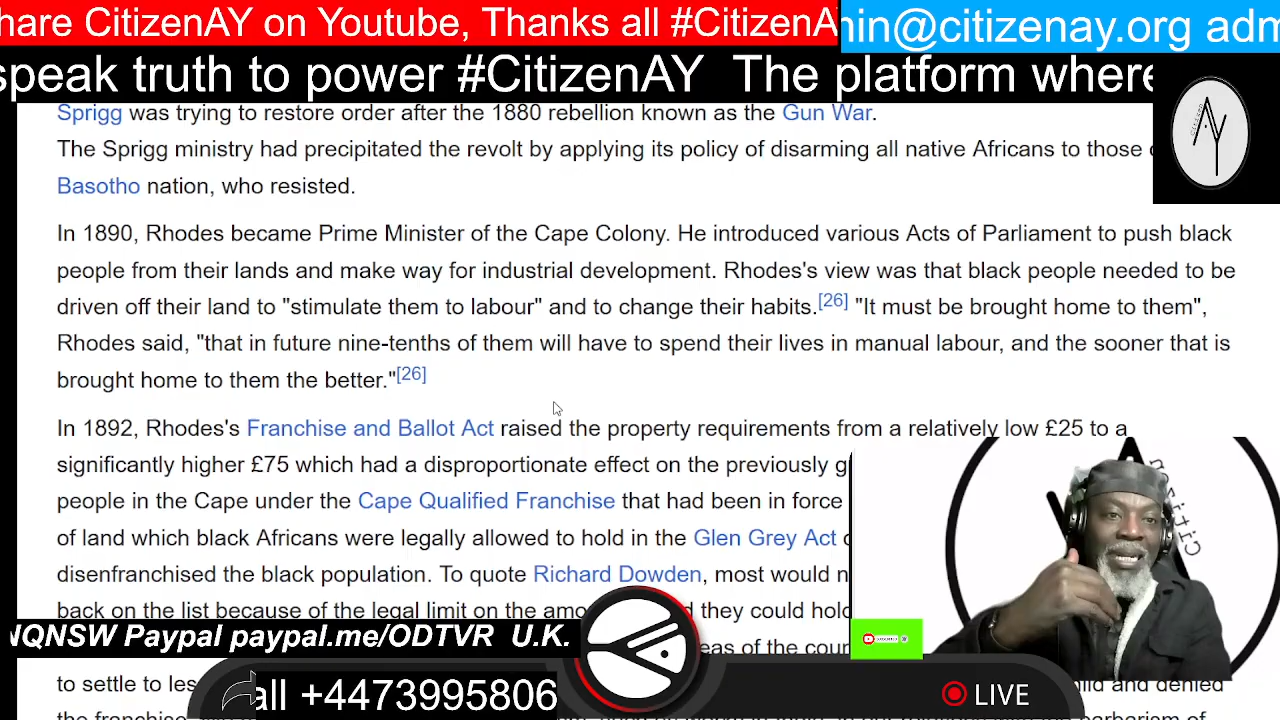 hare CitizenAY on Youtube, Thanks all #CitizenA
min@citizenay.org adm
speak truth to power #CitizenAY The platform where
Sprigg was trying to restore order after the 1880 rebellion known as the Gun War.
The Sprigg ministry had precipitated the revolt by applying its policy of disarming all native Africans to those
Basotho nation, who resisted.
In 1890, Rhodes became Prime Minister of the Cape Colony. He introduced various Acts of Parliament to push black
people from their lands and make way for industrial development. Rhodes's view was that black people needed to be
driven off their land to "stimulate them to labour" and to change their habits.[26] "It must be brought home to them",
Rhodes said, "that in future nine-tenths of them will have to spend their lives in manual labour, and the sooner that is
brought home to them the better."[26]
In 1892, Rhodes's Franchise and Ballot Act raised the property requirements from a relatively low £25 to a
significantly higher £75 which had a disproportionate effect on the previously g
people in the Cape under the Cape Qualified Franchise that had been in force
of land which black Africans were legally allowed to hold in the Glen Grey Act
disenfranchised the black population. To quote Richard Dowden, most would n
back on the list because of the legal limit on the amo they could hold
NQNSW Paypal paypal.me/ODTVR U.K.
eas of the cour
to settle to les
and denied
all +4473995806
LIVE
the franchise
barbarism of